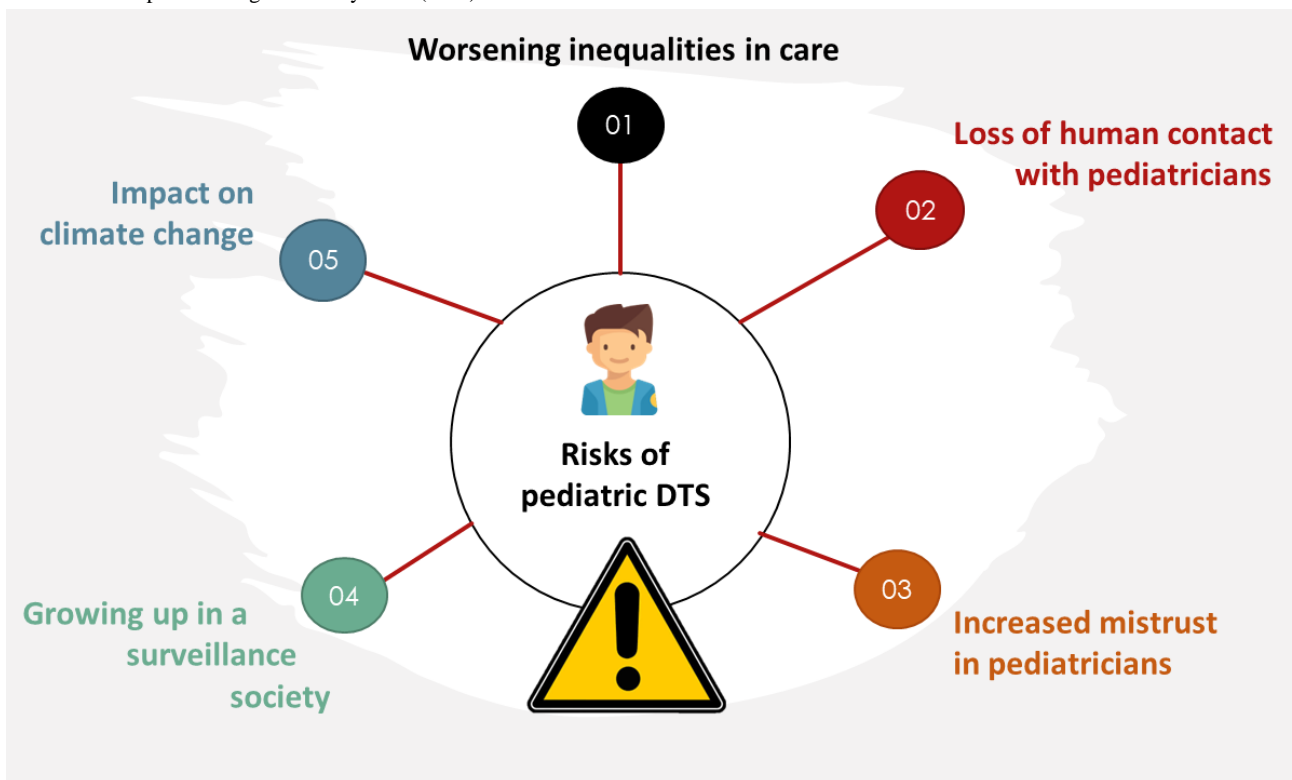 Worsening inequalities in care
01
Loss of human contact
with pediatricians
02
Impact on
climate change
05
Risks of
pediatric DTS
04
Growing up in a
surveillance
society
03
Increased mistrust
in pediatricians